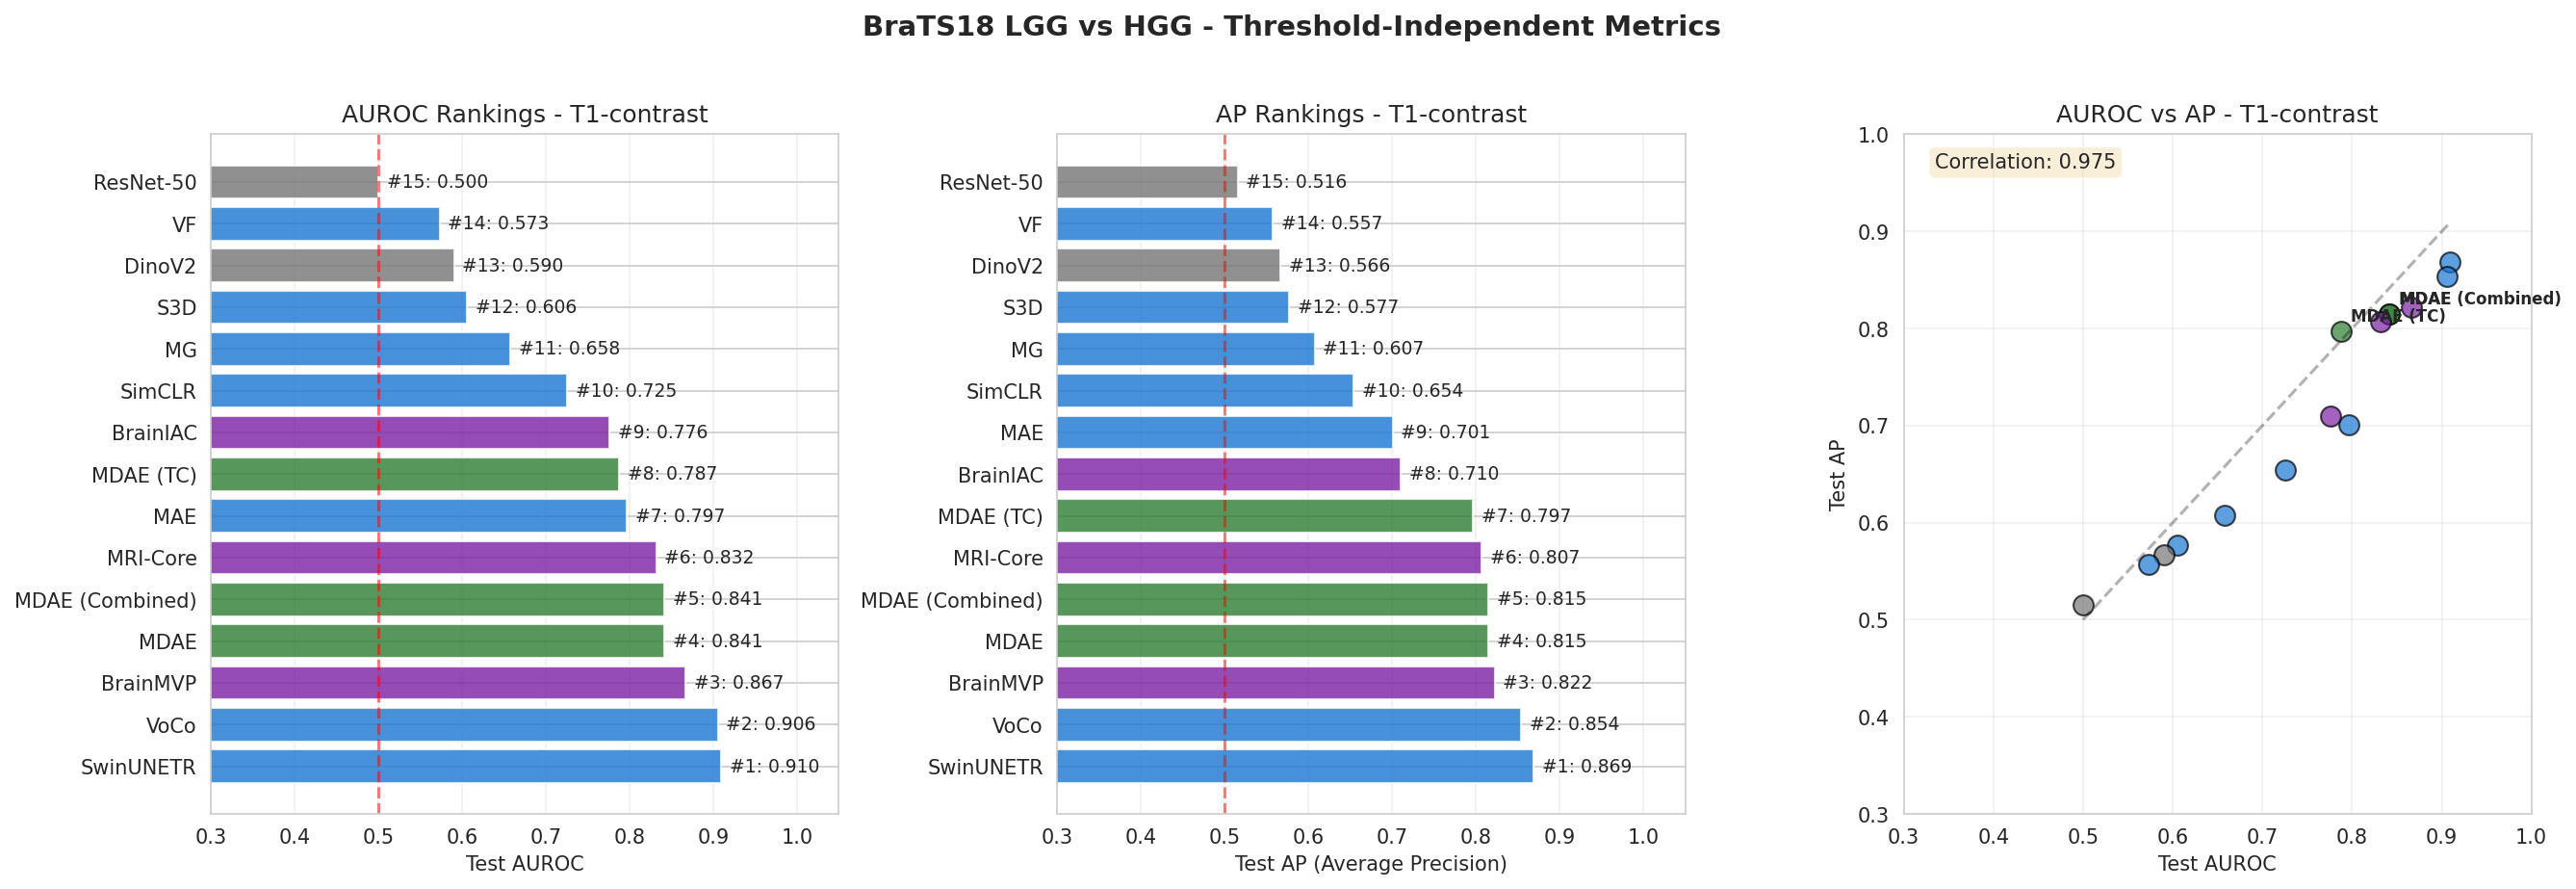 BraTS18 LGG vs HGG - Threshold-Independent Metrics
AUROC Rankings - T1-contrast
ResNet-50
#15: 0.500
VF
#14: 0.573
DinoV2
#13: 0.590
S3D
#12: 0.606
MG
#11: 0.658
SimCLR
#10: 0.725
BrainIAC
#9: 0.776
MDAE (TC)
#8: 0.787
MAE
#7: 0.797
MRI-Core
#6: 0.832
MDAE (Combined)
#5: 0.841
MDAE
#4: 0.841
BrainMVP
#3: 0.867
VoCo
#2: 0.906
SwinUNETR
#1: 0.910
0.3 0.4 0.5 0.6 0.7 0.8 0.9 1.0
Test AUROC
AP Rankings - T1-contrast
ResNet-50
#15: 0.516
VF
#14: 0.557
DinoV2
#13: 0.566
S3D
#12: 0.577
MG
#11: 0.607
SimCLR
#10: 0.654
MAE
#9: 0.701
BrainIAC
#8: 0.710
MDAE (TC)
#7: 0.797
MRI-Core
#6: 0.807
MDAE (Combined)
#5: 0.815
MDAE
#4: 0.815
BrainMVP
#3: 0.822
VoCo
#2: 0.854
SwinUNETR
#1: 0.869
0.3 0.4 0.5 0.6 0.7 0.8 0.9 1.0
Test AP (Average Precision)
AUROC vs AP - T1-contrast
Correlation: 0.975
Test AP
1.0
0.9
0.8
0.7
0.6
0.5
0.4
0.3
MDAE (Combined)
MDAE (TC)
0.3 0.4 0.5 0.6 0.7 0.8 0.9 1.0
Test AUROC